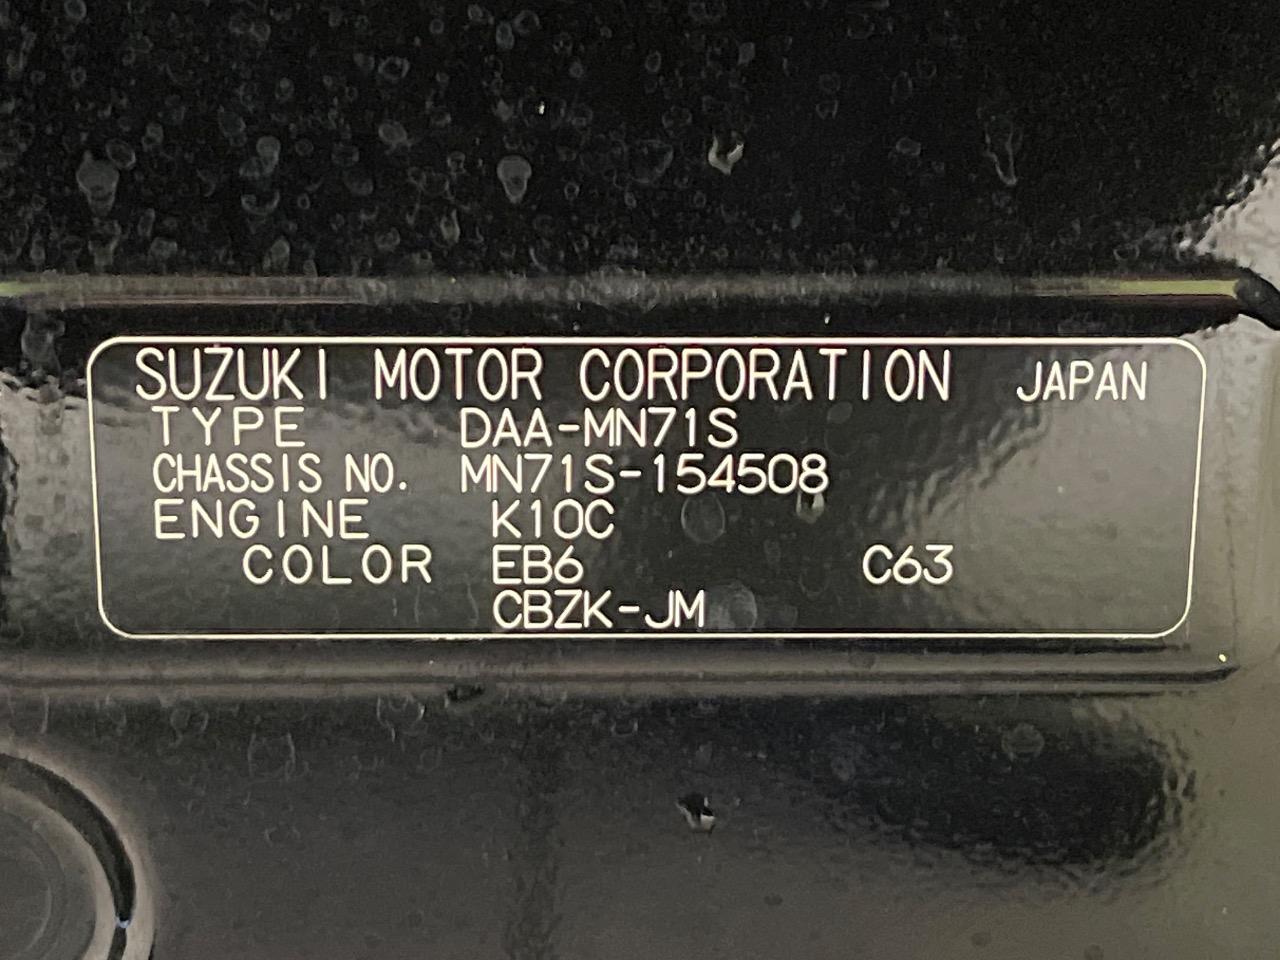 SUZUKI MOTOR CORPORATION JAPAN
TYPE DAA-MN71S
CHASSIS NO. MN71S-154508
ENGINE K10C
COLOR EB6 C63
CBZK-JM